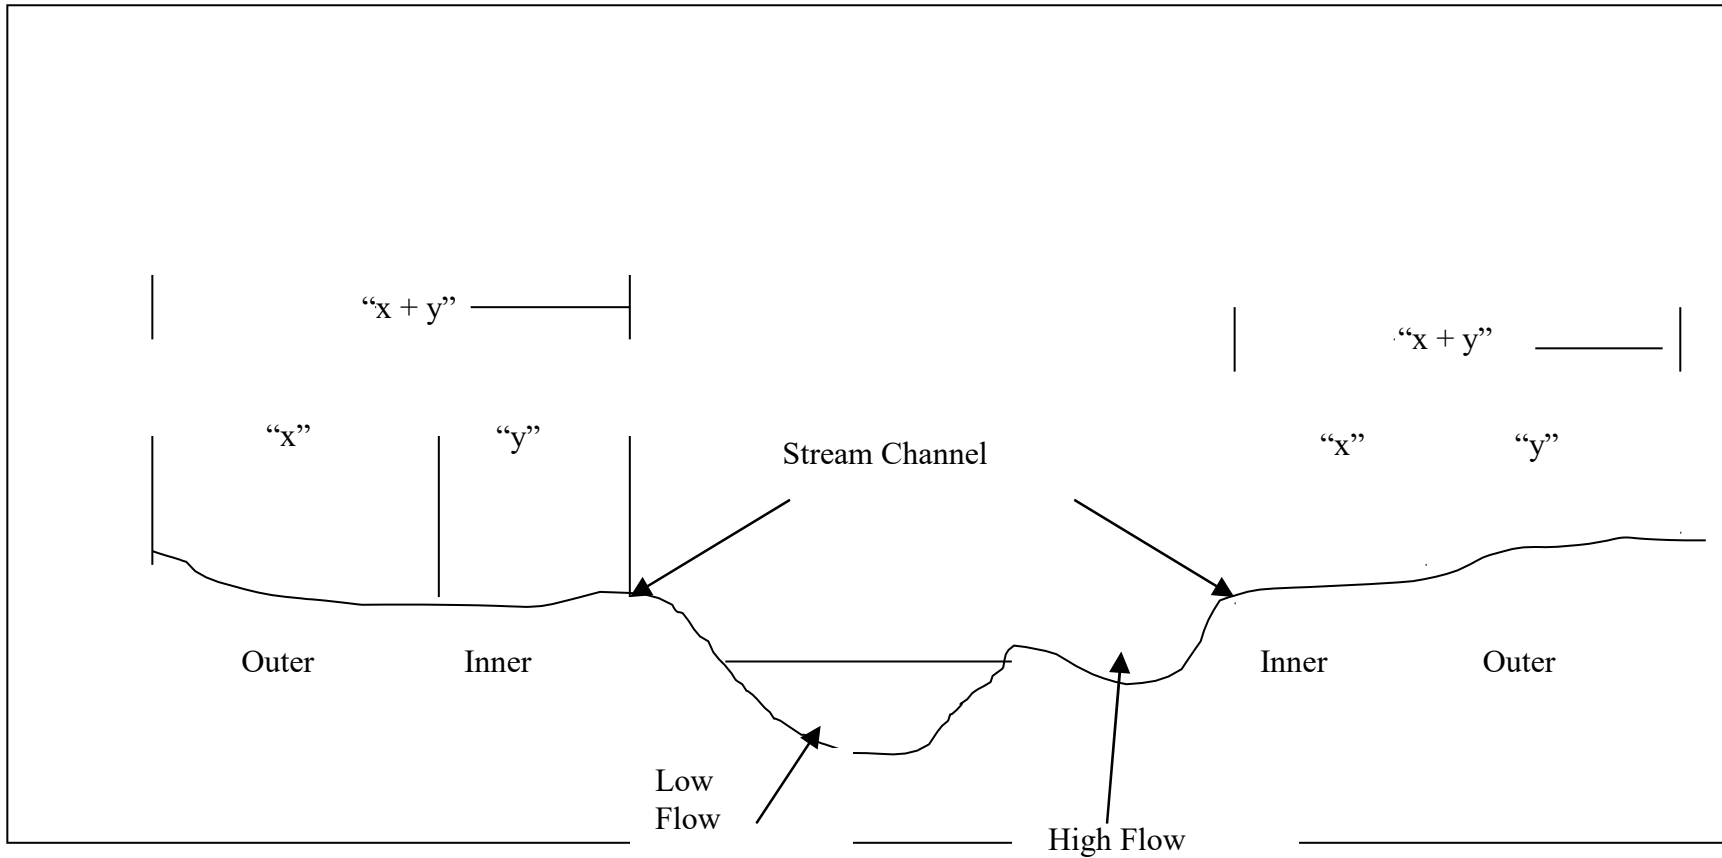 “x + y”
“x + y”
“x”
“y”
Stream Channel
“x”
“y”
Outer
Inner
Inner
Outer
Low
Flow
High Flow